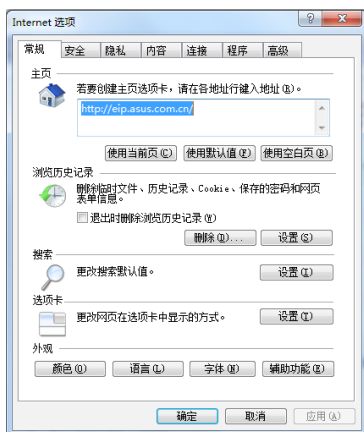 Internet 选项
常规 安全 隐私 内容 连接 程序 高级
主页
若要创建主页选项卡，请在各地址行键入地址(R)。
http://eip.asus.com.cn/
使用当前页(C) 使用默认值(F) 使用空白页(B)
浏览历史记录
删除临时文件、历史记录、Cookie、保存的密码和网页
表单信息。
退出时删除浏览历史记录(W)
删除(D)... 设置(S)
搜索
更改搜索默认值。 设置(I)
选项卡
更改网页在选项卡中显示的方式。 设置(T)
外观
颜色(O) 语言(L) 字体(N) 辅助功能(E)
确定 取消 应用(A)